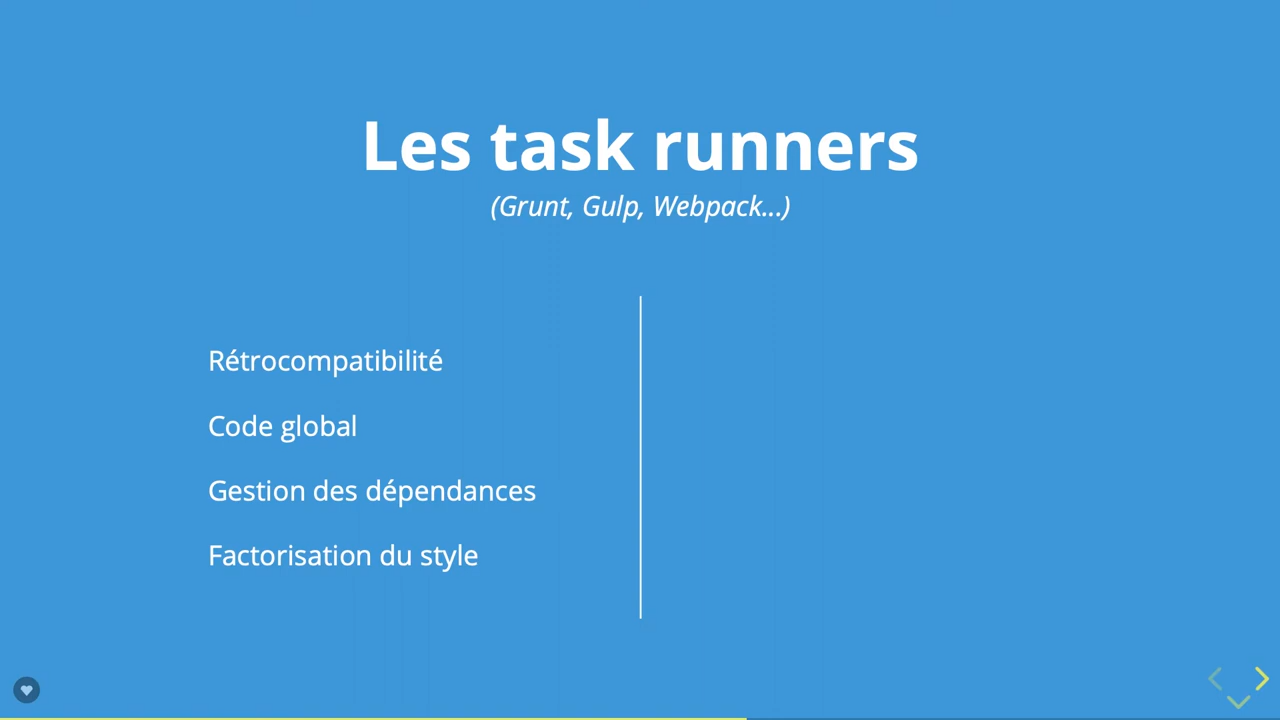 Les task runners
(Grunt, Gulp, Webpack...)
Rétrocompatibilité
Code global
Gestion des dépendances
Factorisation du style